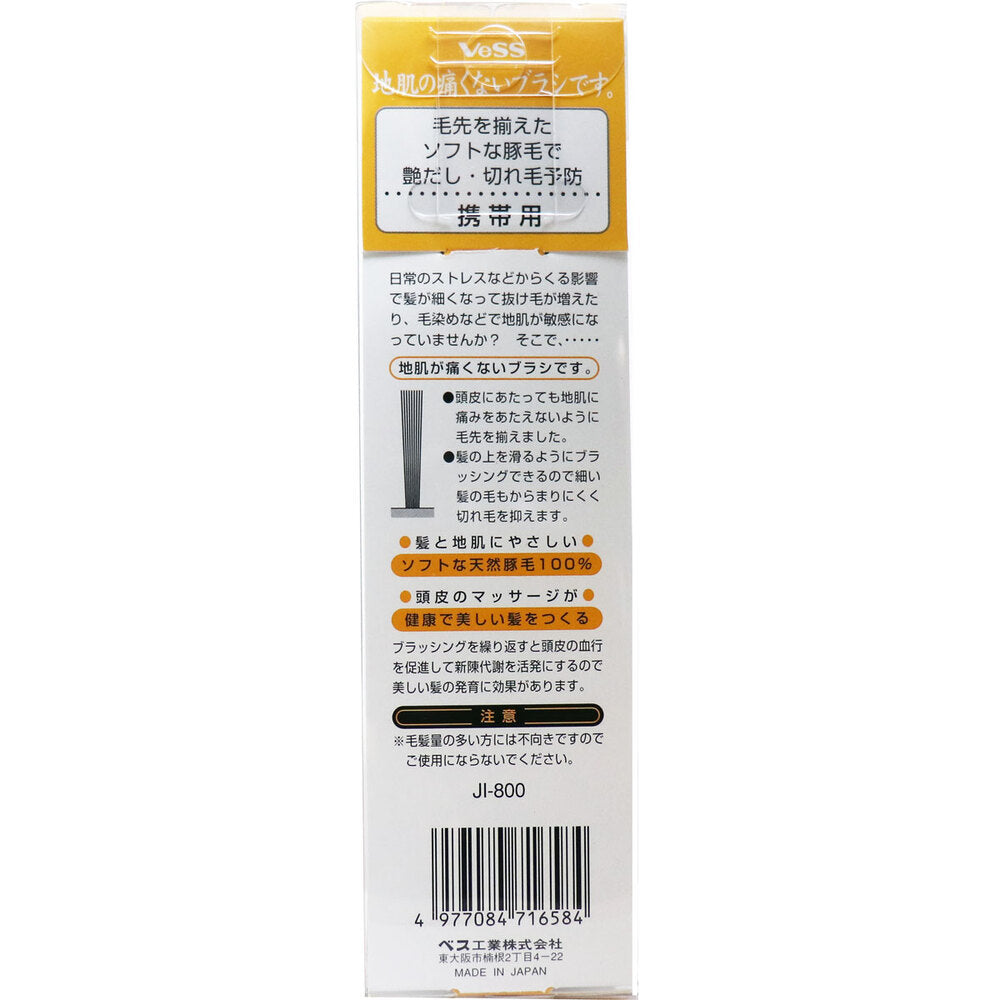 VeSS
地肌の痛くないブラシです。
毛先を揃えた
ソフトな豚毛で
艶だし・切れ毛予防
携帯用
日常のストレスなどからくる影響
で髪が細くなって抜け毛が増えた
り、毛染めなどで地肌が敏感にな
っていませんか？　そこで、‥‥‥
地肌が痛くないブラシです。
●頭皮にあたっても地肌に
痛みをあたえないように
毛先を揃えました。
●髪の上を滑るようにブラ
ッシングできるので細い
髪の毛もからまりにくく
切れ毛を抑えます。
●髪と地肌にやさしい●
ソフトな天然豚毛100%
●頭皮のマッサージが●
健康で美しい髪をつくる
ブラッシングを繰り返すと頭皮の血行
を促進して新陳代謝を活発にするので
美しい髪の発育に効果があります。
注意
※毛髪量の多い方には不向きですので
ご使用にならないでください。
JI-800
4 977084 716584
ベス工業株式会社
東大阪市楠根2丁目4−22
MADE IN JAPAN